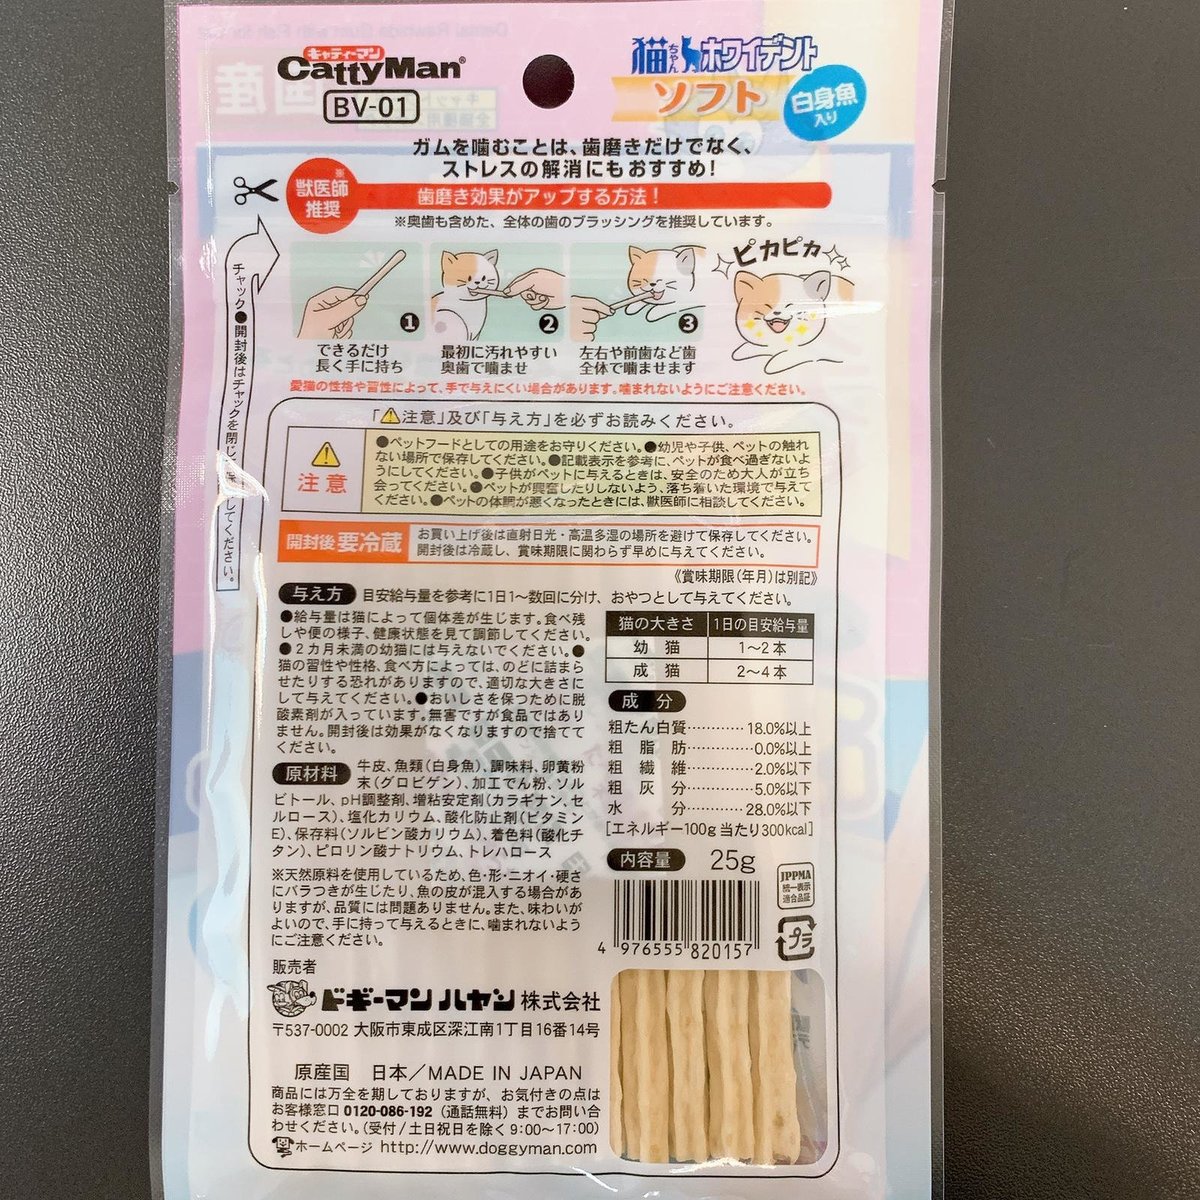 キャティーマン
CattyMan®
BV-01
猫ちゃんホワイデント
ソフト
白身魚
入り
ガムを噛むことは、歯磨きだけでなく、
ストレスの解消にもおすすめ!
獣医師※
推奨
歯磨き効果がアップする方法!
※奥歯も含めた、全体の歯のブラッシングを推奨しています。
ピカピカ
1
できるだけ
長く手に持ち
2
最初に汚れやすい
奥歯で噛ませ
3
左右や前歯など歯
全体で噛ませます
愛猫の性格や習性によって、手で与えにくい場合があります。噛まれないようにご注意ください。
チャック●開封後はチャックを閉じ
してください。
「⚠注意」及び「与え方」を必ずお読みください。
⚠
注意
●ペットフードとしての用途をお守りください。●幼児や子供、ペットの触れ
ない場所で保存してください。●記載表示を参考に、ペットが食べ過ぎないよ
うにしてください。●子供がペットに与えるときは、安全のため大人が立ち
会ってください。●ペットが興奮したりしないよう、落ち着いた環境で与えて
ください。●ペットの体調が悪くなったときには、獣医師に相談してください。
開封後要冷蔵
お買い上げ後は直射日光・高温多湿の場所を避けて保存してください。
開封後は冷蔵し、賞味期限に関わらず早めに与えてください。
《賞味期限(年月)は別記》
与え方 目安給与量を参考に1日1~数回に分け、おやつとして与えてください。
●給与量は猫によって個体差が生じます。食べ残
しや便の様子、健康状態を見て調節してください。
●2カ月未満の幼猫には与えないでください。●
猫の習性や性格、食べ方によっては、のどに詰まら
せたりする恐れがありますので、適切な大きさに
して与えてください。●おいしさを保つために脱
酸素剤が入っています。無害ですが食品ではあり
ません。開封後は効果がなくなりますので捨てて
ください。
猫の大きさ 1日の目安給与量
幼 猫 1~2本
成 猫 2~4本
成 分
粗たん白質…………18.0%以上
粗 脂 肪…………0.0%以上
粗 繊 維…………2.0%以下
粗 灰 分…………5.0%以下
水 分…………28.0%以下
[エネルギー100g当たり300kcal]
内容量 25g
原材料 牛皮、魚類(白身魚)、調味料、卵黄粉
末(グロビゲン)、加工でん粉、ソル
ビトール、pH調整剤、増粘安定剤(カラギナン、セ
ルロース)、塩化カリウム、酸化防止剤(ビタミン
E)、保存料(ソルビン酸カリウム)、着色料(酸化チ
タン)、ピロリン酸ナトリウム、トレハロース
※天然原料を使用しているため、色・形・ニオイ・硬さ
にバラつきが生じたり、魚の皮が混入する場合があ
りますが、品質には問題ありません。また、味わいが
よいので、手に持って与えるときに、噛まれないよう
にご注意ください。
JPPMA
統一表示
適合品証
プラ
4 976555 820157
販売者
ドギーマンハヤシ株式会社
〒537-0002 大阪市東成区深江南1丁目16番14号
原産国 日本/MADE IN JAPAN
商品には万全を期しておりますが、お気付きの点は
お客様窓口 0120-086-192(通話無料)までお問い合
わせください。(受付/土日祝日を除く9:00~17:00)
ホームページ http://www.doggyman.com